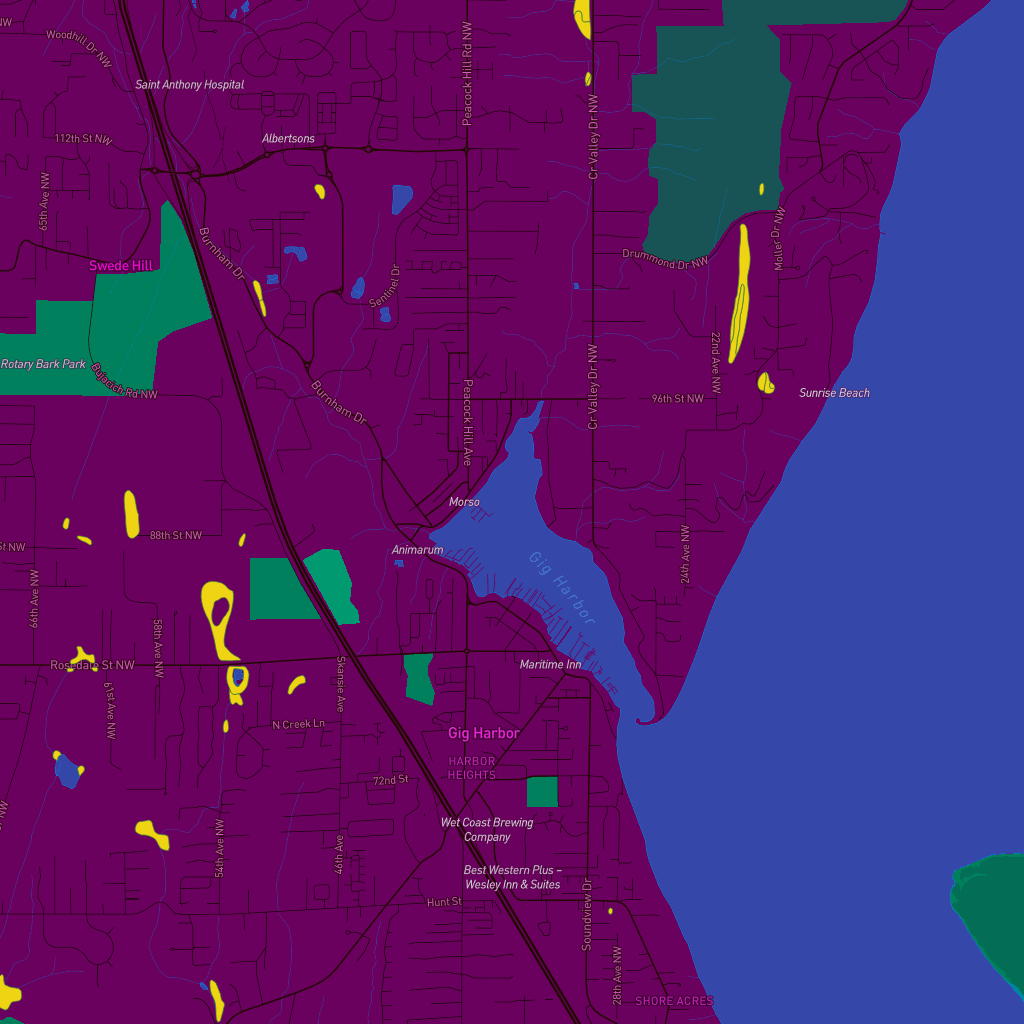 Woodhill Dr NW
Peacock Hill Rd NW
Saint Anthony Hospital
112th St NW
Albertsons
Cr Valley Dr NW
65th Ave NW
Swede Hill
Burnham Dr
Sentinel Dr
Drummond Dr NW
Moller Dr NW
Rotary Bark Park
Bujacich Rd NW
Burnham Dr
Peacock Hill Ave
Cr Valley Dr NW
22nd Ave NW
96th St NW
Sunrise Beach
Morso
88th St NW
St NW
Animarum
Gig Harbor
24th Ave NW
66th Ave NW
58th Ave NW
Rosedale St NW
61st Ave NW
Skansie Ave
Maritime Inn
N Creek Ln
Gig Harbor
HARBOR
HEIGHTS
72nd St
Wet Coast Brewing
Company
54th Ave NW
46th Ave
Best Western Plus –
Wesley Inn & Suites
Hunt St
Soundview Dr
28th Ave NW
SHORE ACRES